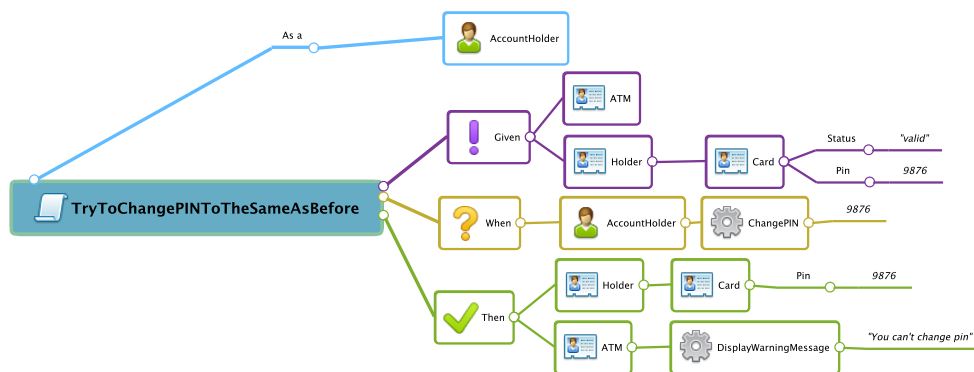 As a
AccountHolder
ATM
Given
Holder
Card
Status
"valid"
Pin
9876
TryToChangePINToTheSameAsBefore
When
AccountHolder
ChangePIN
9876
Holder
Card
Pin
9876
Then
ATM
DisplayWarningMessage
"You can't change pin"